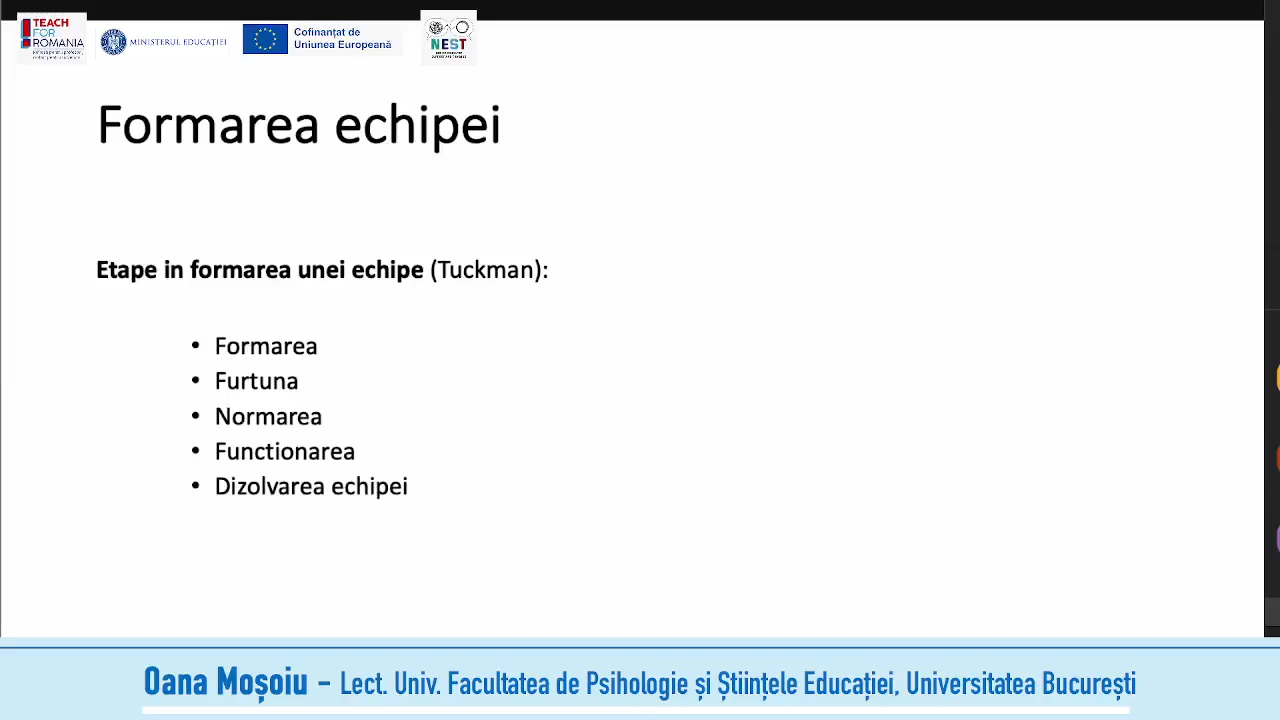 TEACH
FOR
ROMANIA
MINISTERUL EDUCAȚIEI
Cofinanțat de
Uniunea Europeană
NEST
Formarea echipei
Etape in formarea unei echipe (Tuckman):
• Formarea
• Furtuna
• Normarea
• Functionarea
• Dizolvarea echipei
Oana Moșoiu – Lect. Univ. Facultatea de Psihologie și Științele Educației, Universitatea București